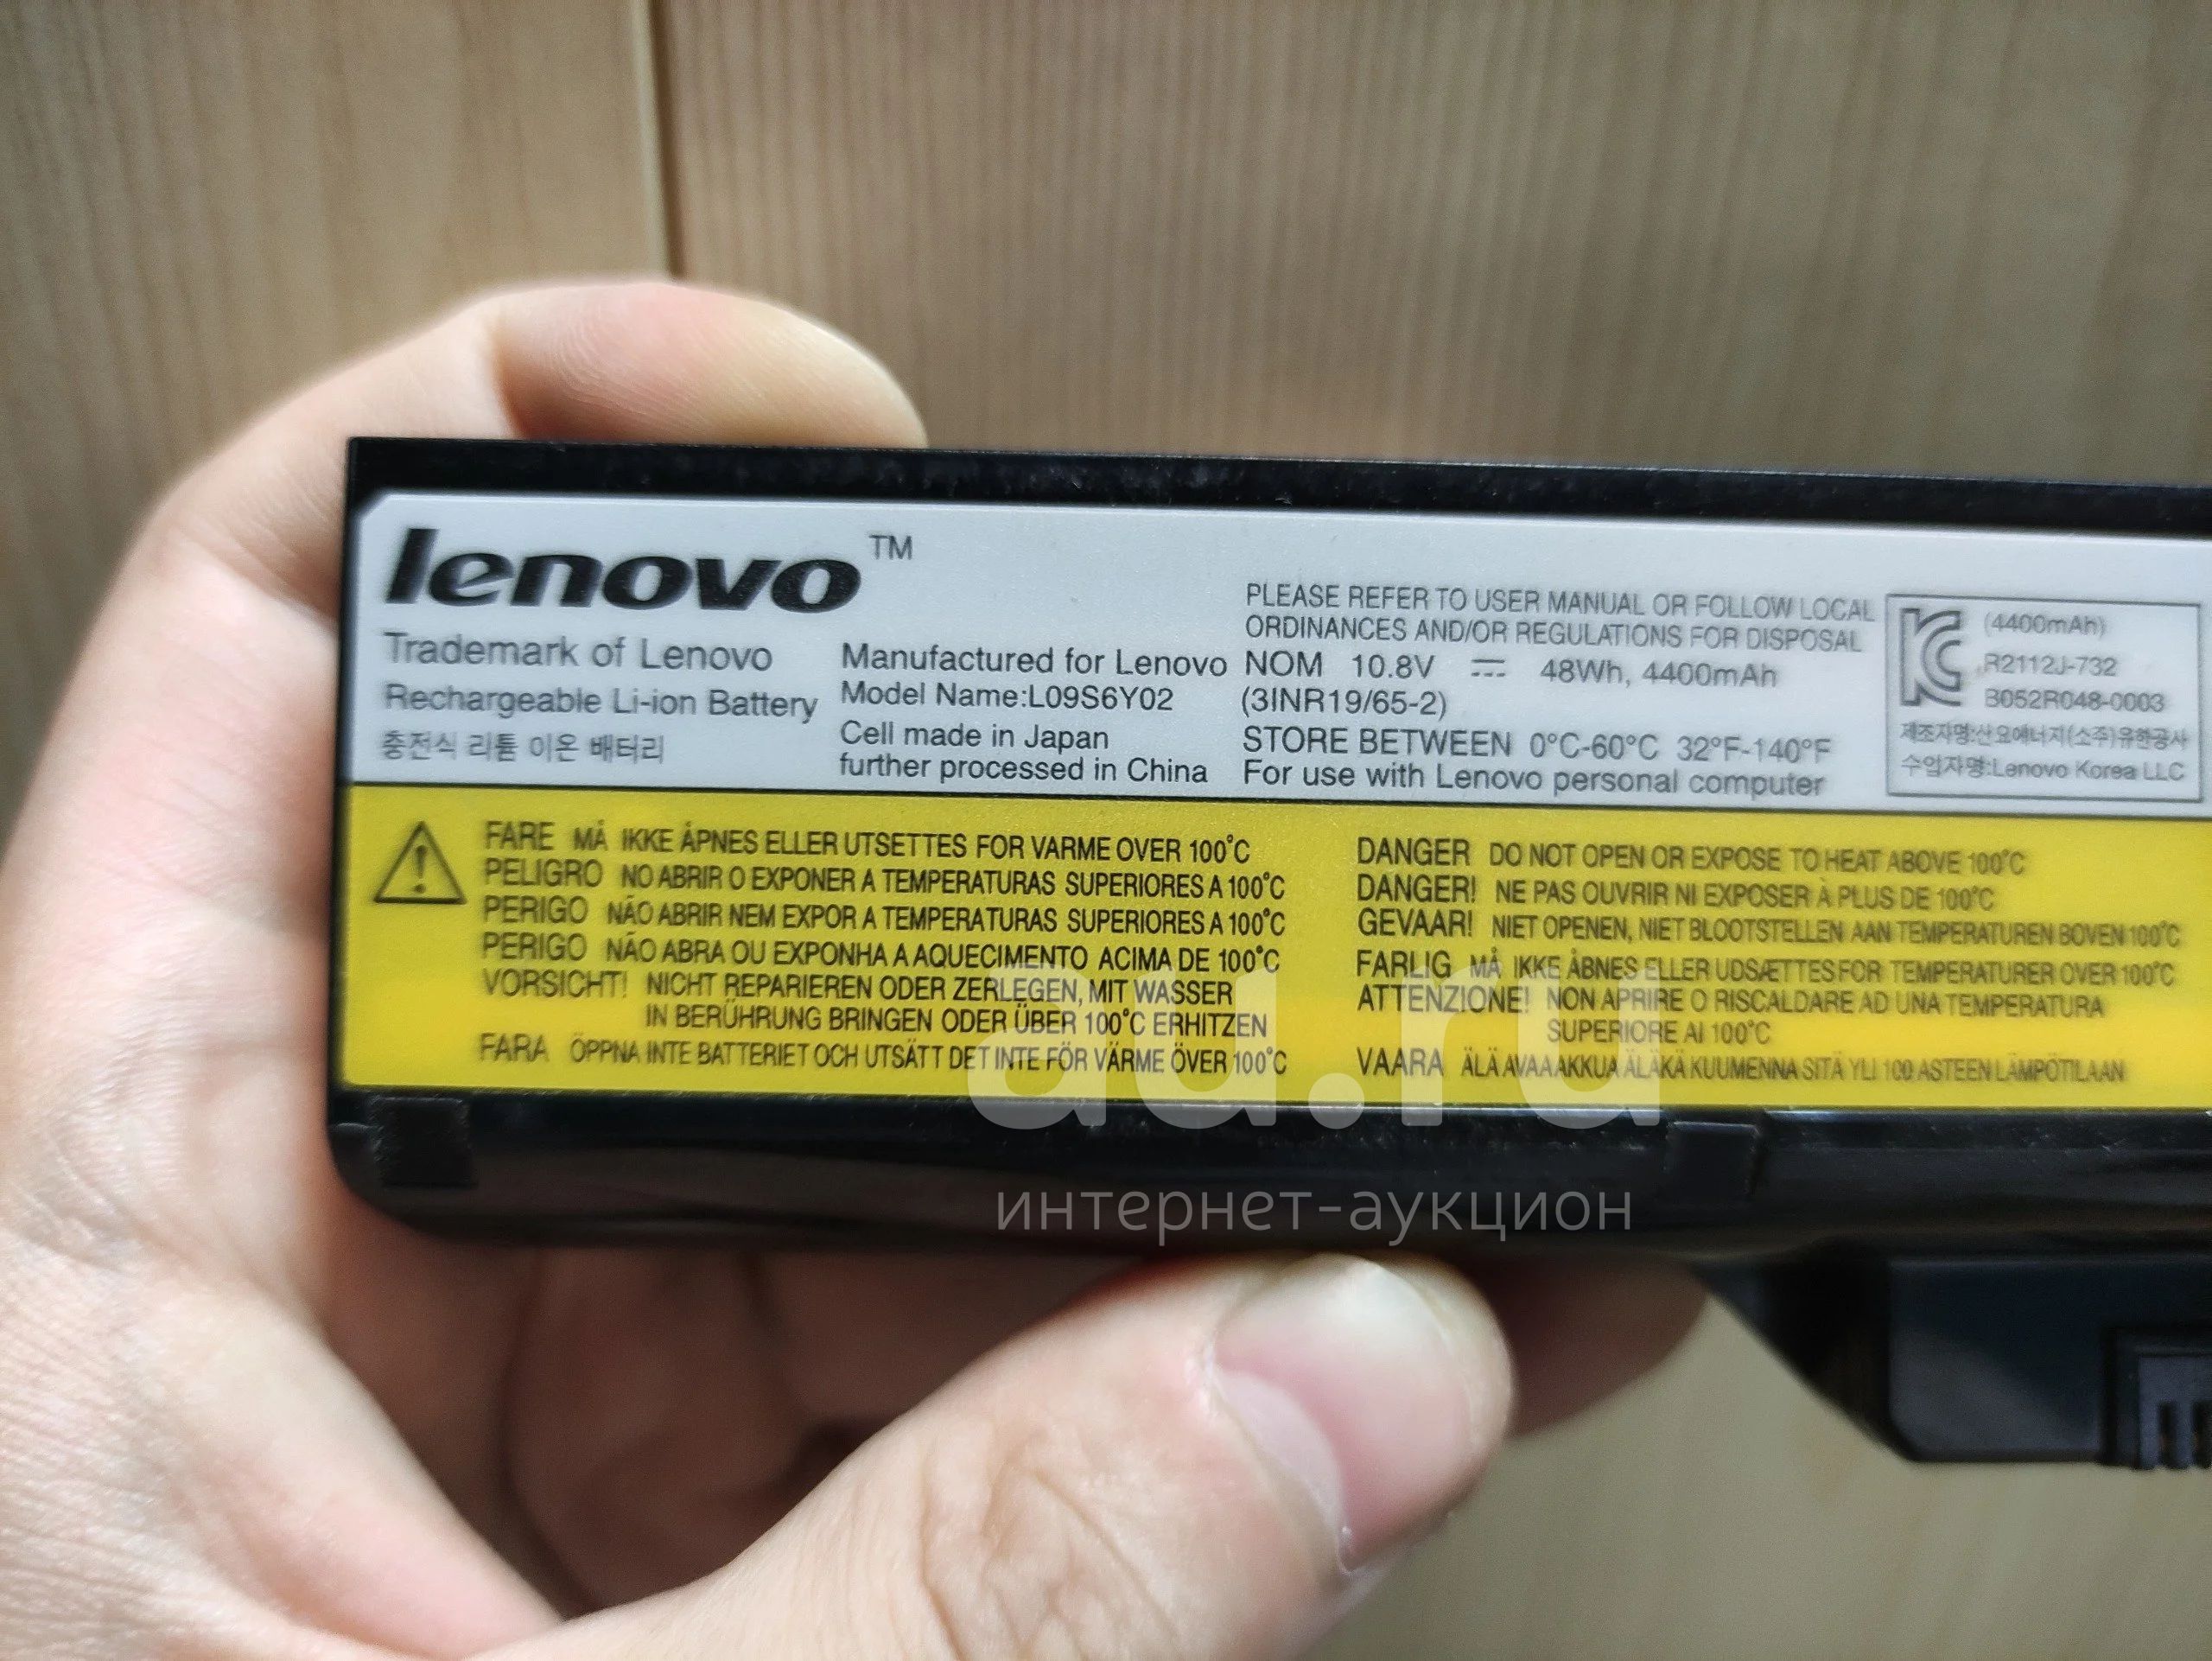 lenovo™
Trademark of Lenovo
Rechargeable Li-ion Battery
충전식 리튬 이온 배터리
Manufactured for Lenovo
Model Name:L09S6Y02
Cell made in Japan
further processed in China
PLEASE REFER TO USER MANUAL OR FOLLOW LOCAL
ORDINANCES AND/OR REGULATIONS FOR DISPOSAL
NOM 10.8V ⎓ 48Wh, 4400mAh
(3INR19/65-2)
STORE BETWEEN 0°C-60°C 32°F-140°F
For use with Lenovo personal computer
(4400mAh)
R2112J-732
B052R048-0003
제조자명:산요에너지(소주)유한공사
수입자명:Lenovo Korea LLC
FARE MÅ IKKE ÅPNES ELLER UTSETTES FOR VARME OVER 100°C
PELIGRO NO ABRIR O EXPONER A TEMPERATURAS SUPERIORES A 100°C
PERIGO NÃO ABRIR NEM EXPOR A TEMPERATURAS SUPERIORES A 100°C
PERIGO NÃO ABRA OU EXPONHA A AQUECIMENTO ACIMA DE 100°C
VORSICHT! NICHT REPARIEREN ODER ZERLEGEN, MIT WASSER
IN BERÜHRUNG BRINGEN ODER ÜBER 100°C ERHITZEN
FARA ÖPPNA INTE BATTERIET OCH UTSÄTT DET INTE FÖR VÄRME ÖVER 100°C
DANGER DO NOT OPEN OR EXPOSE TO HEAT ABOVE 100°C
DANGER! NE PAS OUVRIR NI EXPOSER À PLUS DE 100°C
GEVAAR! NIET OPENEN, NIET BLOOTSTELLEN AAN TEMPERATUREN BOVEN 100°C
FARLIG MÅ IKKE ÅBNES ELLER UDSÆTTES FOR TEMPERATURER OVER 100°C
ATTENZIONE! NON APRIRE O RISCALDARE AD UNA TEMPERATURA
SUPERIORE AI 100°C
VAARA ÄLÄ AVAA AKKUA ÄLÄKÄ KUUMENNA SITÄ YLI 100 ASTEEN LÄMPÖTILAAN
au.ru
интернет-аукцион